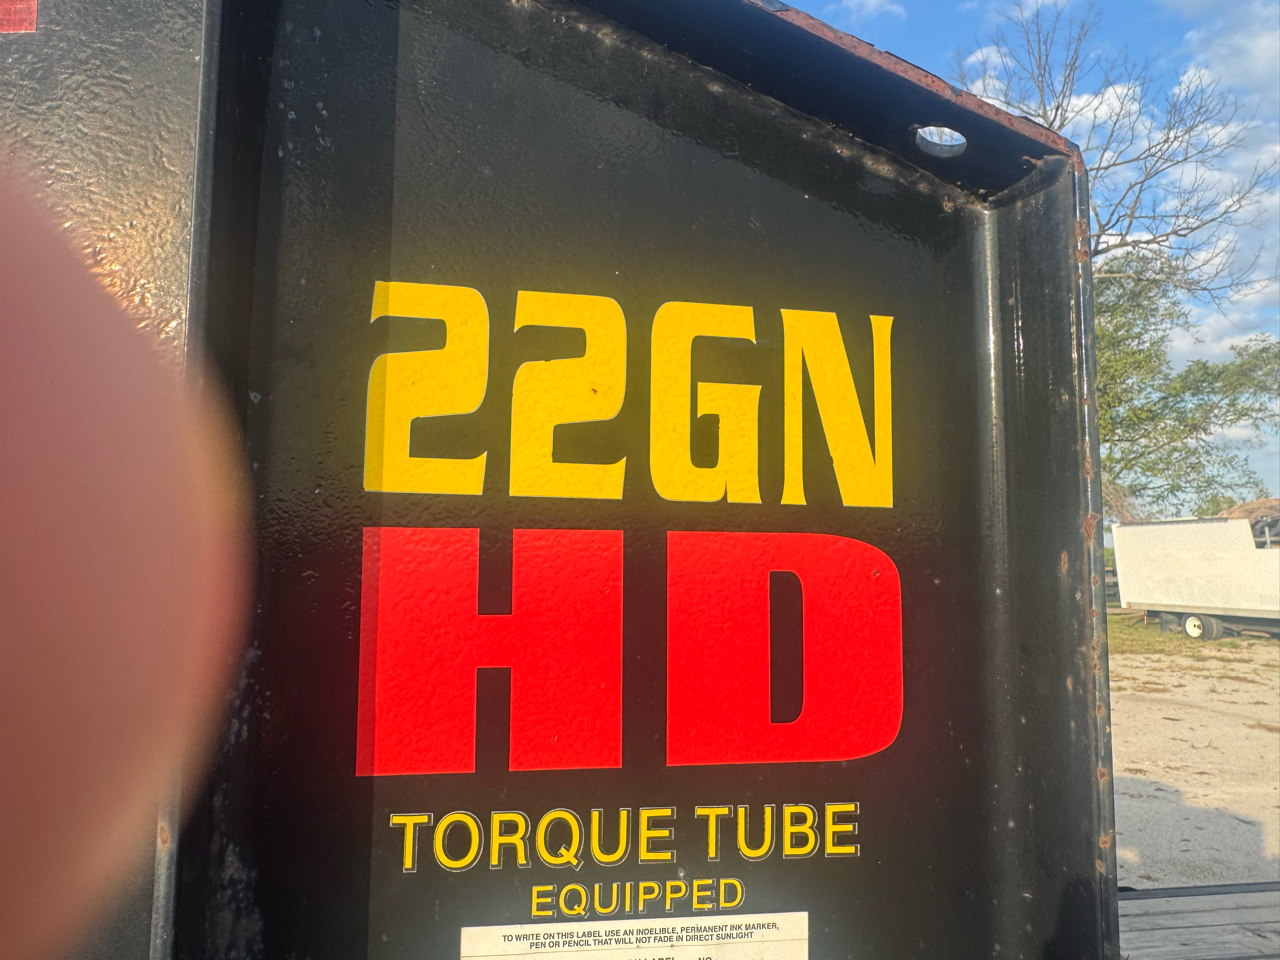 22GN
HD
TORQUE TUBE
EQUIPPED
TO WRITE ON THIS LABEL USE AN INDELIBLE, PERMANENT INK MARKER,
PEN OR PENCIL THAT WILL NOT FADE IN DIRECT SUNLIGHT